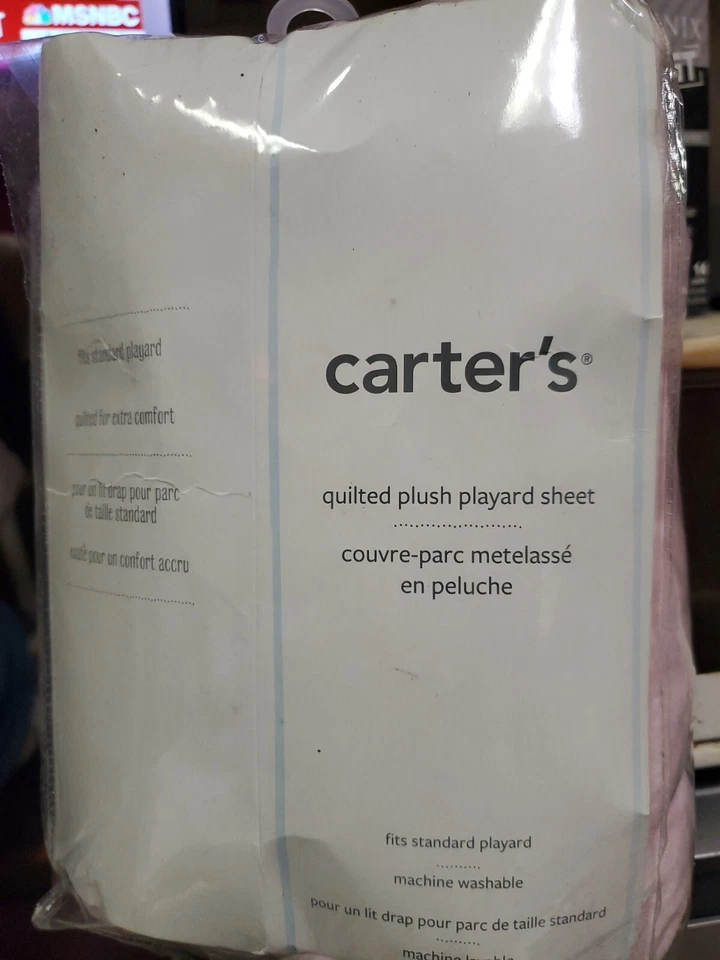 MSNBC
fits standard playard
quilted for extra comfort
pour un lit drap pour parc
de taille standard
pour un confort accru
carter's®
quilted plush playard sheet
couvre-parc metelassé
en peluche
fits standard playard
machine washable
pour un lit drap pour parc de taille standard
machine